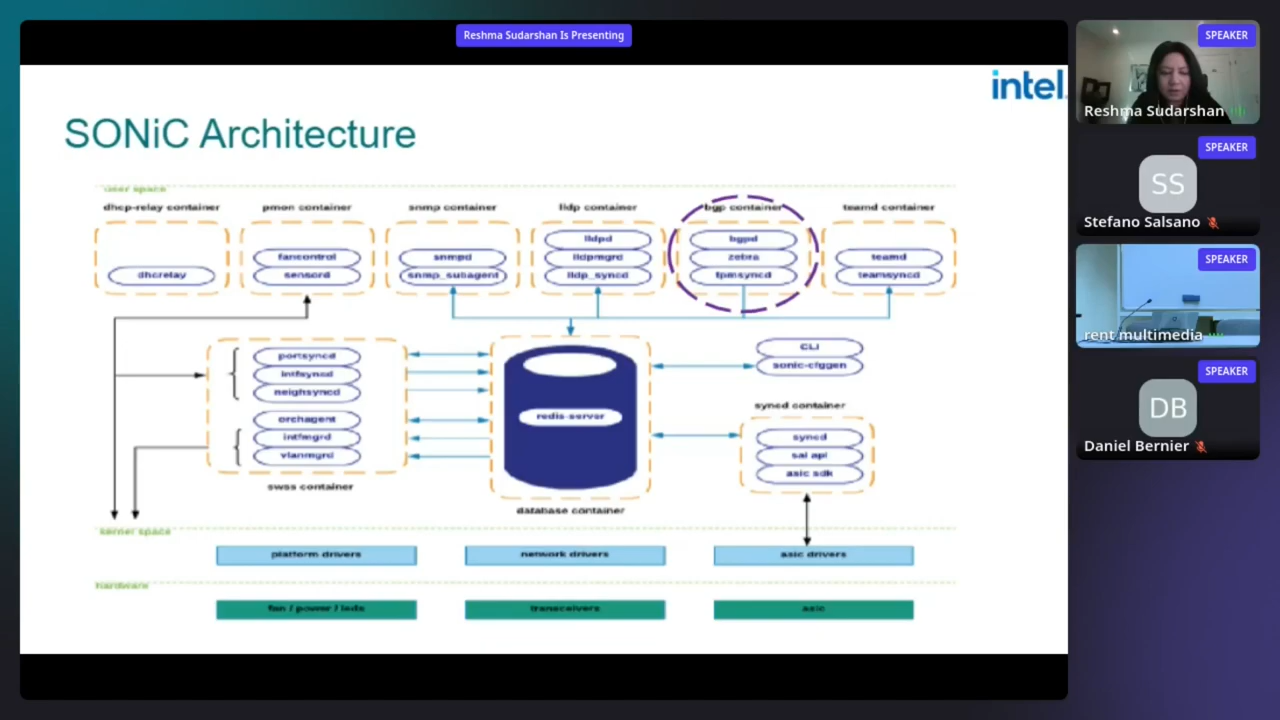 Reshma Sudarshan Is Presenting
intel.
SONiC Architecture
user space
dhcp-relay container
pmon container
snmp container
lldp container
bgp container
teamd container
dhcrelay
fancontrol
sensord
snmpd
snmp_subagent
lldpd
lldpmgrd
lldp_syncd
bgpd
zebra
fpmsyncd
teamd
teamsyncd
portsyncd
intfsyncd
neighsyncd
orchagent
intfmgrd
vlanmgrd
swss container
redis-server
database container
CLI
sonic-cfggen
syncd container
syncd
sai api
asic sdk
kernel space
platform drivers
network drivers
asic drivers
hardware
fan / power / leds
transceivers
asic
SPEAKER
Reshma Sudarshan
SPEAKER
SS
Stefano Salsano
SPEAKER
rent multimedia
SPEAKER
DB
Daniel Bernier